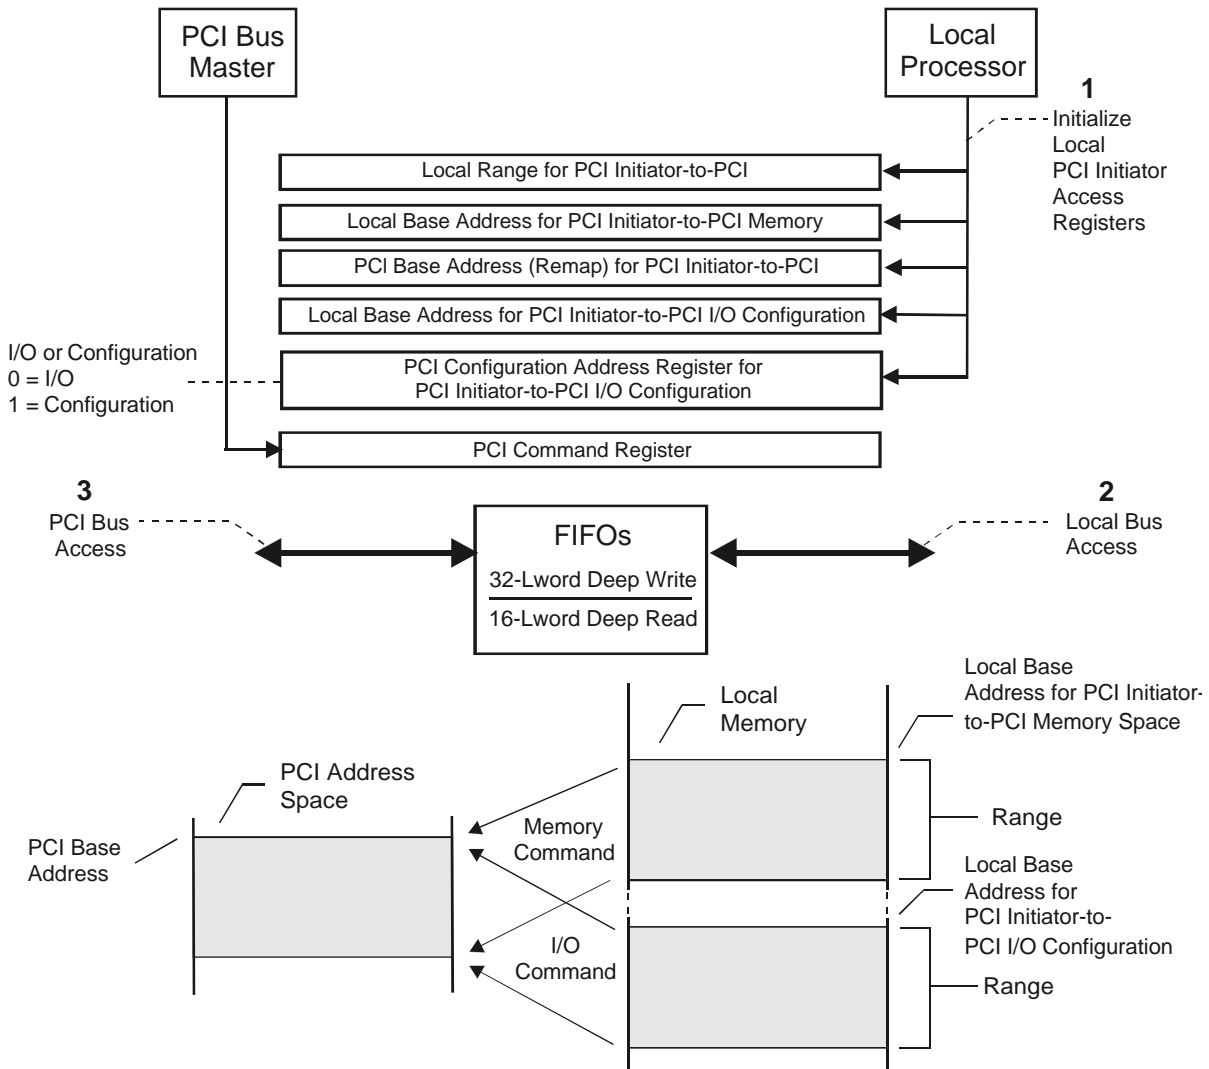 PCI Bus
Master
Local
Processor
1
Initialize
Local
PCI Initiator
Access
Registers
Local Range for PCI Initiator-to-PCI
Local Base Address for PCI Initiator-to-PCI Memory
PCI Base Address (Remap) for PCI Initiator-to-PCI
Local Base Address for PCI Initiator-to-PCI I/O Configuration
I/O or Configuration
0 = I/O
1 = Configuration
PCI Configuration Address Register for
PCI Initiator-to-PCI I/O Configuration
PCI Command Register
3
PCI Bus
Access
FIFOs
32-Lword Deep Write
16-Lword Deep Read
2
Local Bus
Access
Local Base
Address for PCI Initiator-
to-PCI Memory Space
Local
Memory
PCI Address
Space
PCI Base
Address
Memory
Command
Range
Local Base
Address for
PCI Initiator-to-
PCI I/O Configuration
I/O
Command
Range